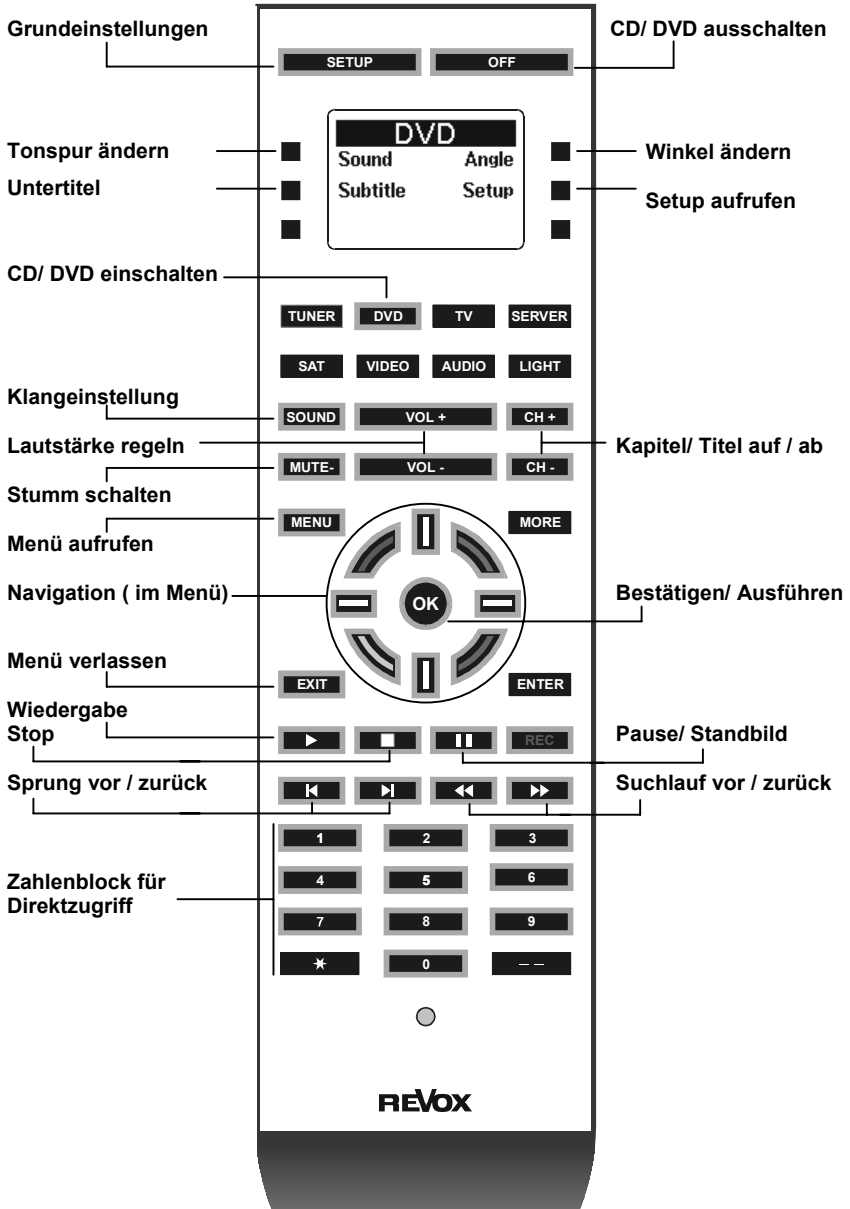 Grundeinstellungen
CD/ DVD ausschalten
SETUP OFF
DVD
Tonspur ändern
Sound Angle
Winkel ändern
Untertitel
Subtitle Setup
Setup aufrufen
CD/ DVD einschalten
TUNER DVD TV SERVER
SAT VIDEO AUDIO LIGHT
Klangeinstellung
SOUND VOL + CH +
Lautstärke regeln
Kapitel/ Titel auf / ab
MUTE- VOL - CH -
Stumm schalten
MENU MORE
Menü aufrufen
Navigation ( im Menü)
OK
Bestätigen/ Ausführen
Menü verlassen
EXIT ENTER
Wiedergabe
Stop
REC
Pause/ Standbild
Sprung vor / zurück
Suchlauf vor / zurück
1 2 3
Zahlenblock für
Direktzugriff
4 5 6
7 8 9
* 0 – –
REVOX